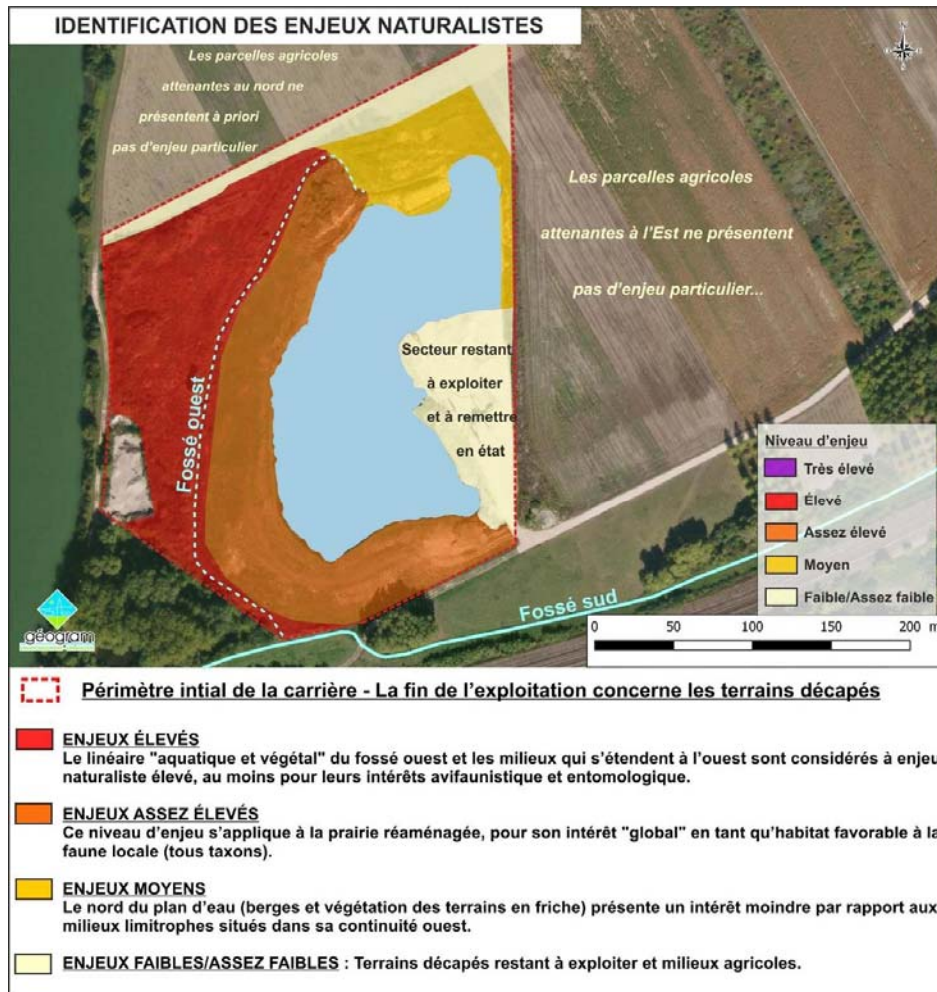 IDENTIFICATION DES ENJEUX NATURALISTES
Les parcelles agricoles
attenantes au nord ne
présentent à priori
pas d'enjeu particulier
Les parcelles agricoles
attenantes à l'Est ne présentent
pas d'enjeu particulier...
Secteur restant
à exploiter
et à remettre
en état
Fossé ouest
Fossé sud
Niveau d'enjeu
Très élevé
Élevé
Assez élevé
Moyen
Faible/Assez faible
0 50 100 150 200 m
géogram
Périmètre intial de la carrière - La fin de l'exploitation concerne les terrains décapés
ENJEUX ÉLEVÉS
Le linéaire "aquatique et végétal" du fossé ouest et les milieux qui s'étendent à l'ouest sont considérés à enjeu
naturaliste élevé, au moins pour leurs intérêts avifaunistique et entomologique.
ENJEUX ASSEZ ÉLEVÉS
Ce niveau d'enjeu s'applique à la prairie réaménagée, pour son intérêt "global" en tant qu'habitat favorable à la
faune locale (tous taxons).
ENJEUX MOYENS
Le nord du plan d'eau (berges et végétation des terrains en friche) présente un intérêt moindre par rapport aux
milieux limitrophes situés dans sa continuité ouest.
ENJEUX FAIBLES/ASSEZ FAIBLES : Terrains décapés restant à exploiter et milieux agricoles.